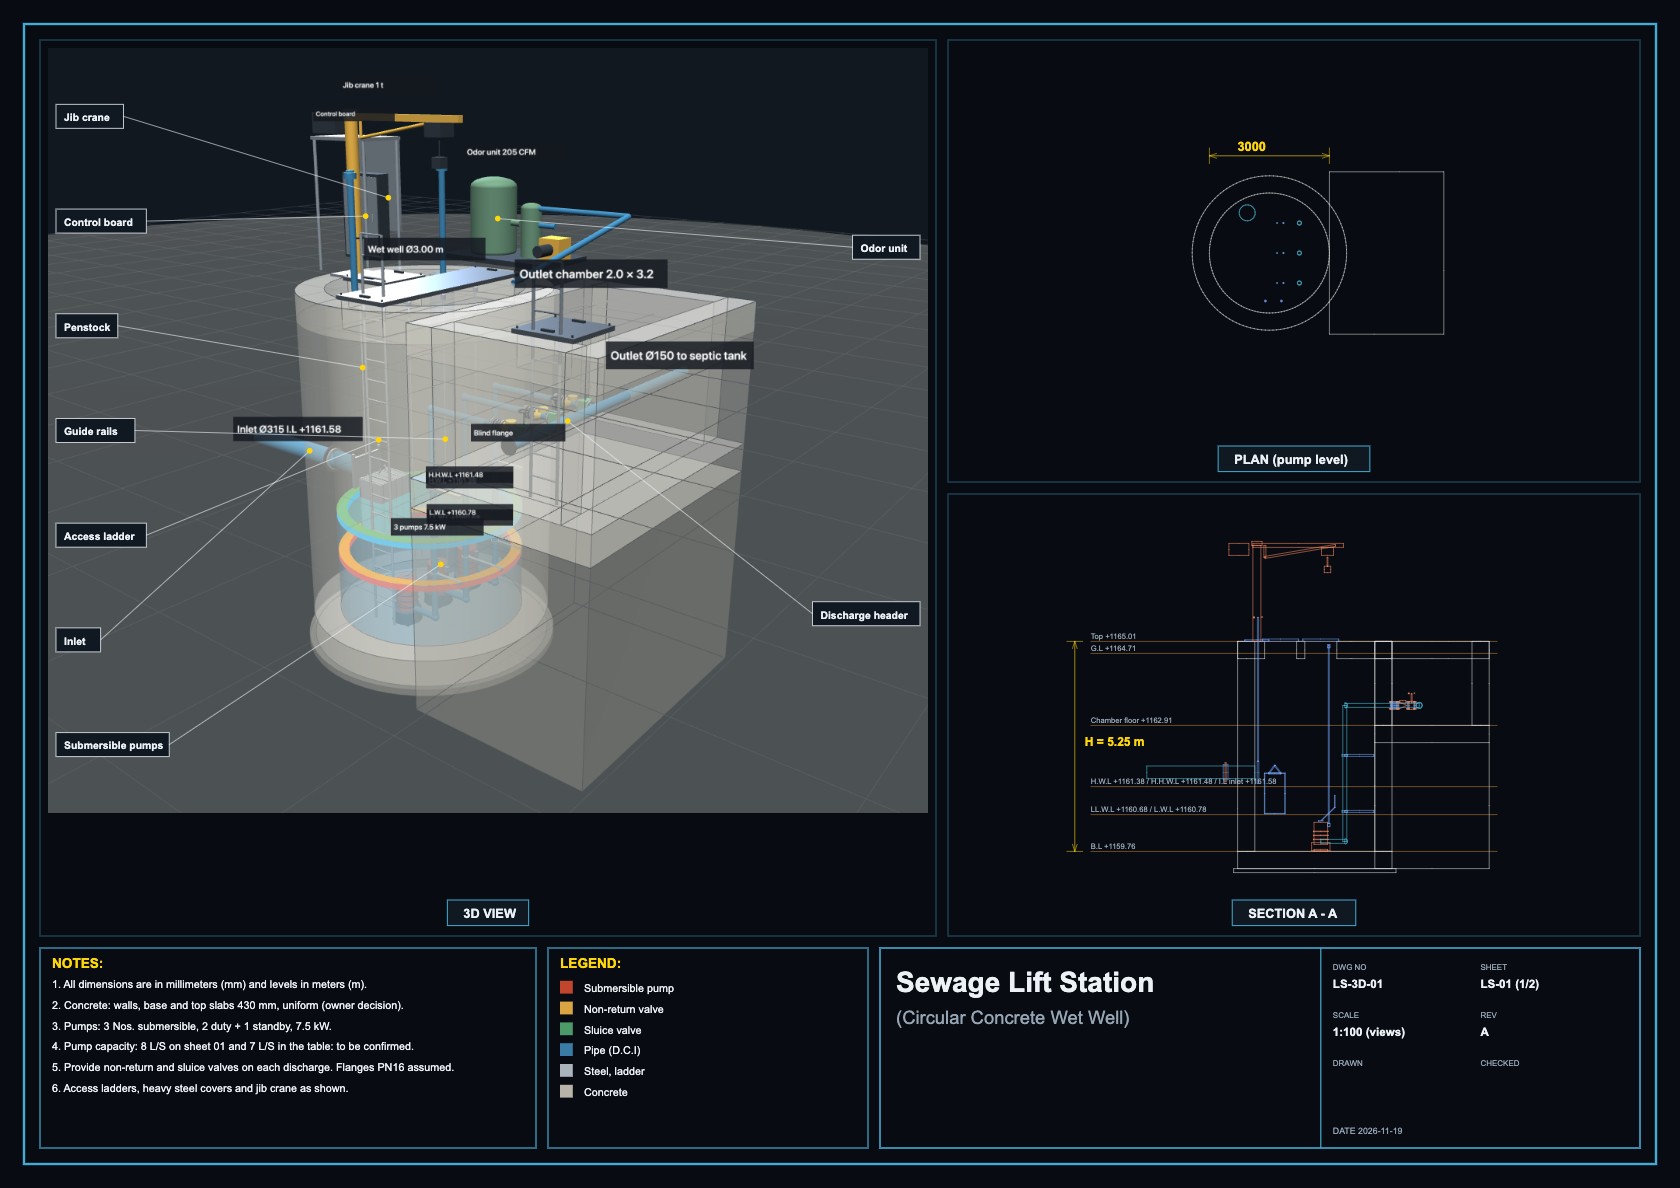 Jib crane 1 t
Control board
Odor unit 205 CFM
Jib crane
Control board
Odor unit
Wet well Ø3.00 m
Outlet chamber 2.0 × 3.2
Penstock
Outlet Ø150 to septic tank
Guide rails
Inlet Ø315 I.L +1161.58
Blind flange
H.H.W.L +1161.48
L.W.L +1160.78
3 pumps 7.5 kW
Access ladder
Discharge header
Inlet
Submersible pumps
3D VIEW
3000
PLAN (pump level)
Top +1165.01
G.L +1164.71
Chamber floor +1162.91
H = 5.25 m
H.W.L +1161.38 / H.H.W.L +1161.48 / I.L inlet +1161.58
LL.W.L +1160.68 / L.W.L +1160.78
B.L +1159.76
SECTION A - A
NOTES:
1. All dimensions are in millimeters (mm) and levels in meters (m).
2. Concrete: walls, base and top slabs 430 mm, uniform (owner decision).
3. Pumps: 3 Nos. submersible, 2 duty + 1 standby, 7.5 kW.
4. Pump capacity: 8 L/S on sheet 01 and 7 L/S in the table: to be confirmed.
5. Provide non-return and sluice valves on each discharge. Flanges PN16 assumed.
6. Access ladders, heavy steel covers and jib crane as shown.
LEGEND:
Submersible pump
Non-return valve
Sluice valve
Pipe (D.C.I)
Steel, ladder
Concrete
Sewage Lift Station
(Circular Concrete Wet Well)
DWG NO
LS-3D-01
SHEET
LS-01 (1/2)
SCALE
1:100 (views)
REV
A
DRAWN
CHECKED
DATE 2026-11-19